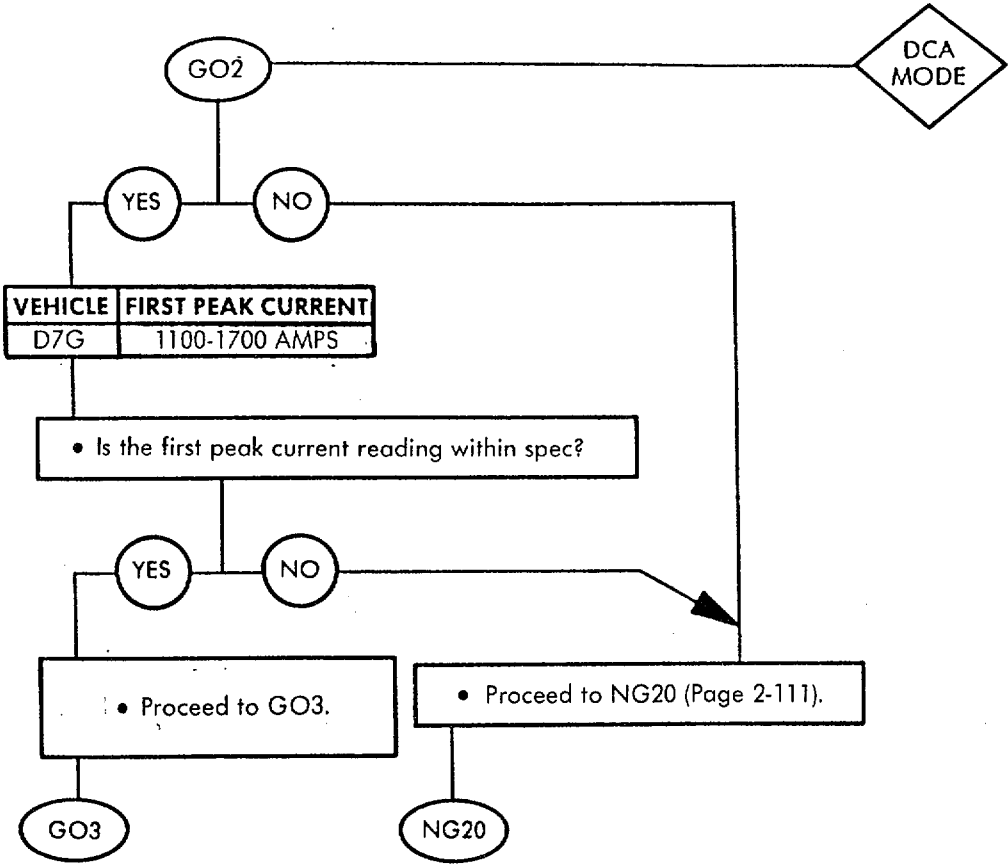 GO2
DCA
MODE
YES
NO
VEHICLE FIRST PEAK CURRENT
D7G 1100-1700 AMPS
• Is the first peak current reading within spec?
YES
NO
• Proceed to GO3.
• Proceed to NG20 (Page 2-111).
GO3
NG20